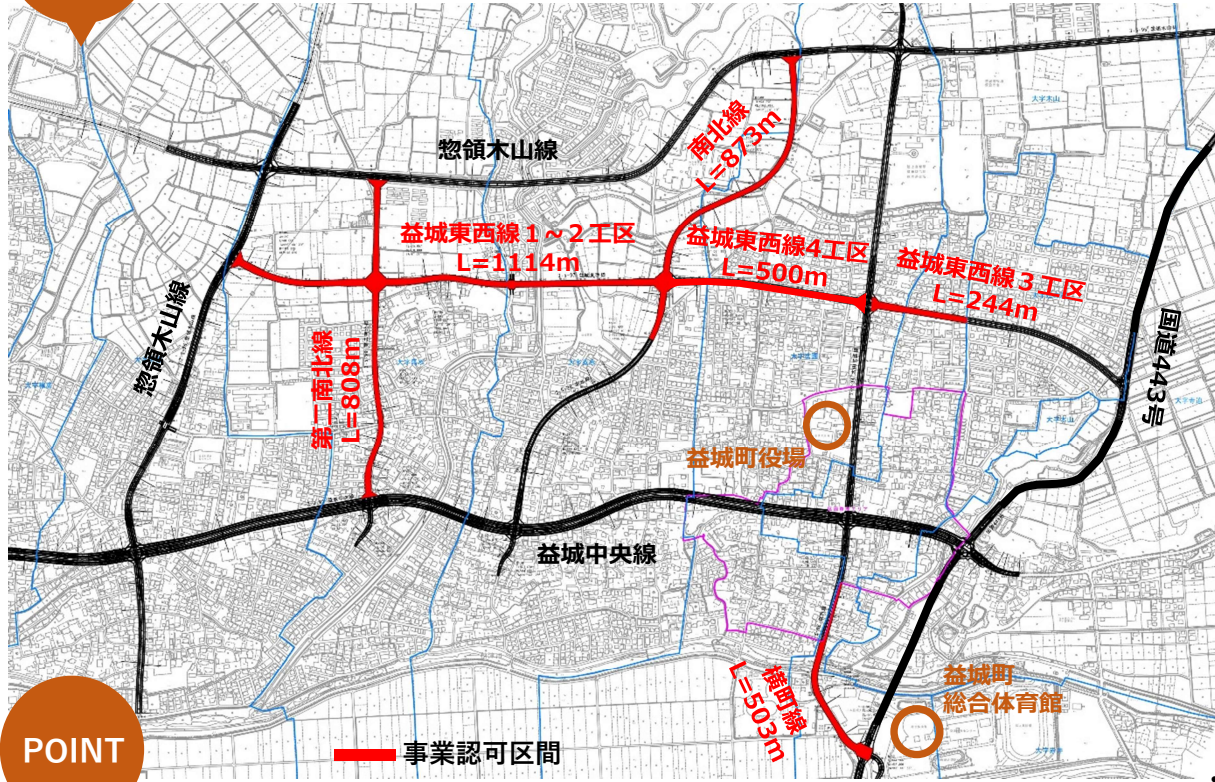 惣領木山線
南北線
L=873m
益城東西線１~２工区
L=1114m
益城東西線4工区
L=500m
益城東西線３工区
L=244m
惣領木山線
国道443号
第二南北線
L=808m
益城町役場
益城中央線
横町線
L=503m
益城町
総合体育館
POINT
事業認可区間